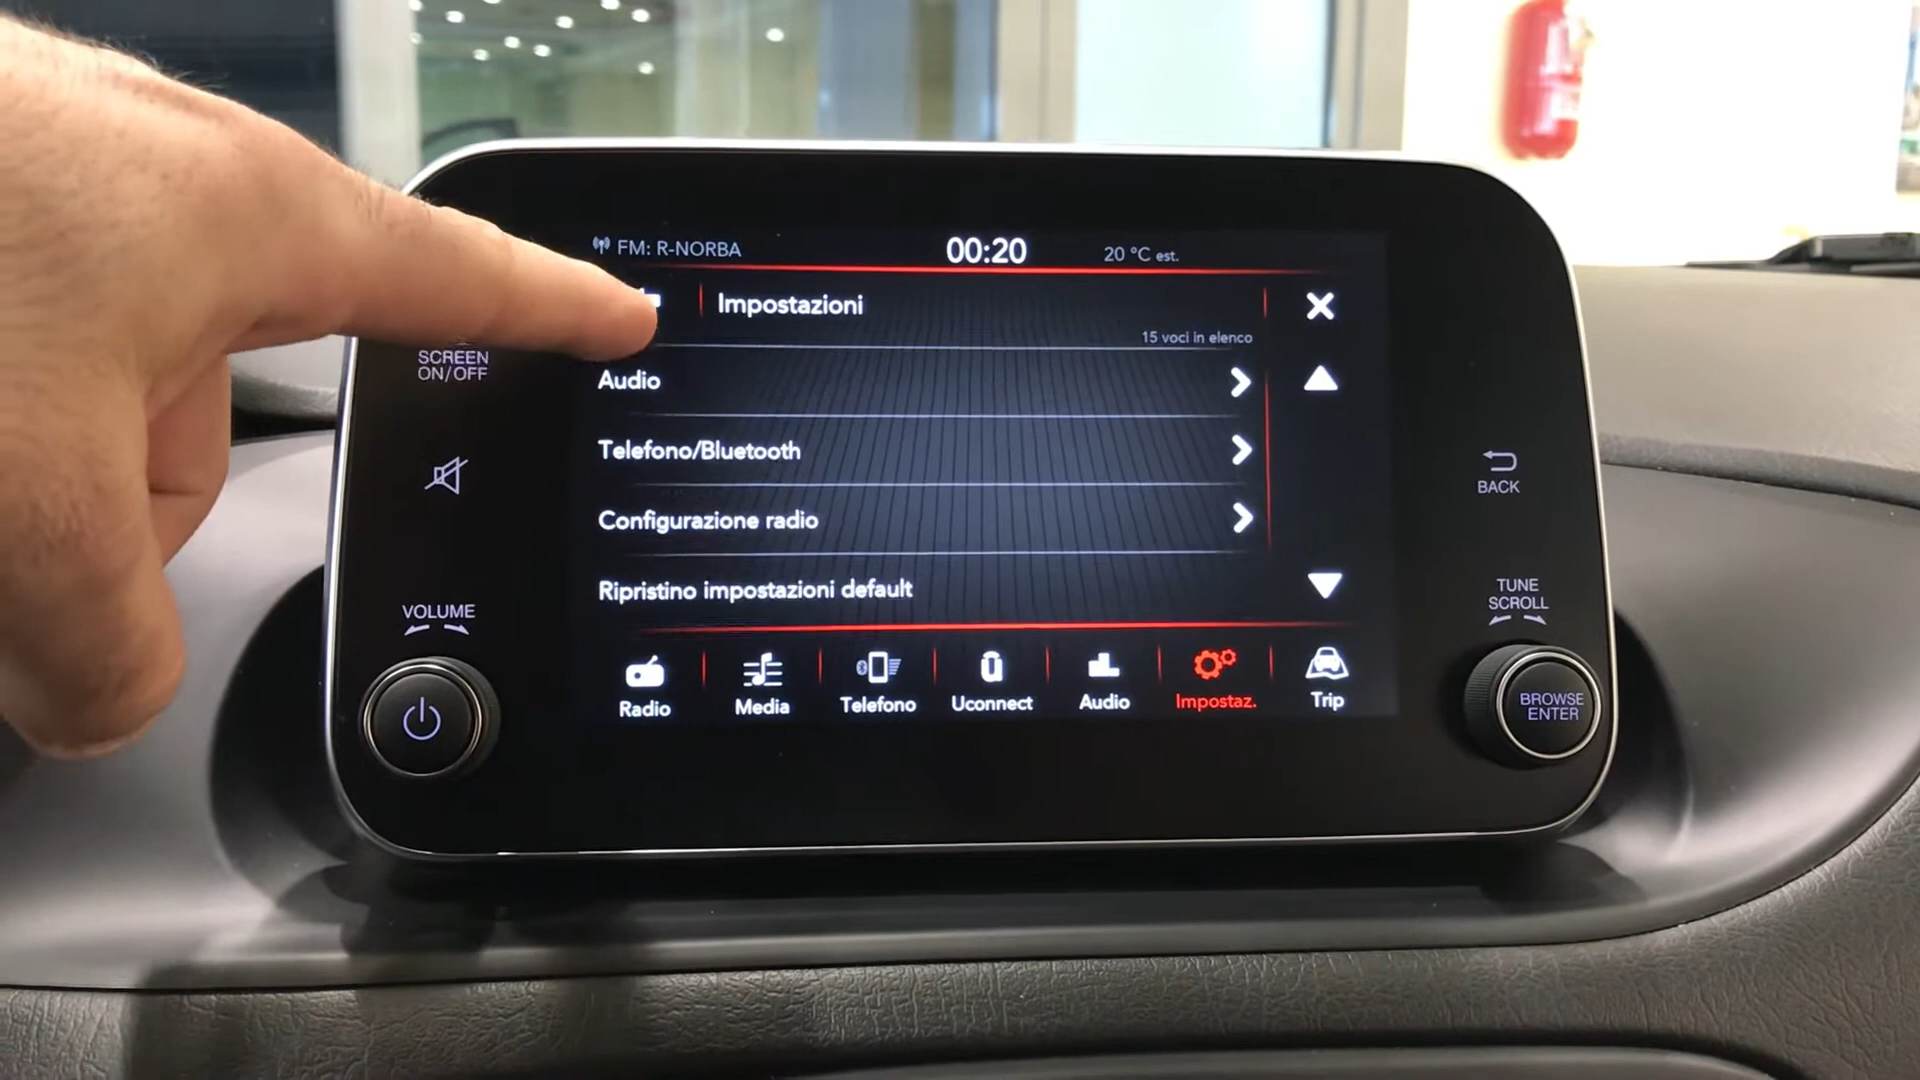 FM: R-NORBA
00:20
20 °C est.
Impostazioni
15 voci in elenco
SCREEN
ON/OFF
Audio
Telefono/Bluetooth
Configurazione radio
Ripristino impostazioni default
BACK
TUNE
SCROLL
VOLUME
BROWSE
ENTER
Radio
Media
Telefono
Uconnect
Audio
Impostaz.
Trip